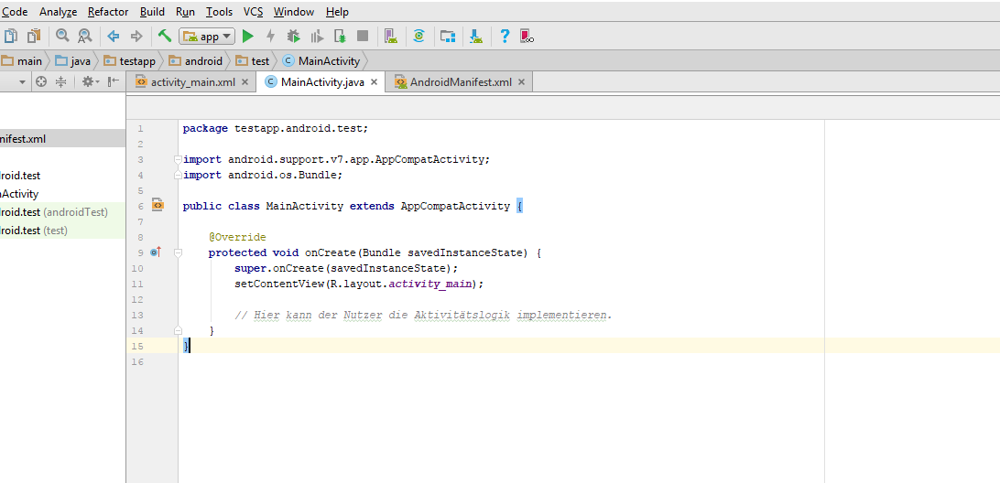 Code Analyze Refactor Build Run Tools VCS Window Help
app
main java testapp android test MainActivity
activity_main.xml MainActivity.java AndroidManifest.xml
nifest.xml
droid.test
nActivity
droid.test (androidTest)
droid.test (test)
1 package testapp.android.test;
2
3 import android.support.v7.app.AppCompatActivity;
4 import android.os.Bundle;
5
6 public class MainActivity extends AppCompatActivity {
7
8 @Override
9 protected void onCreate(Bundle savedInstanceState) {
10 super.onCreate(savedInstanceState);
11 setContentView(R.layout.activity_main);
12
13 // Hier kann der Nutzer die Aktivitätslogik implementieren.
14 }
15 }
16